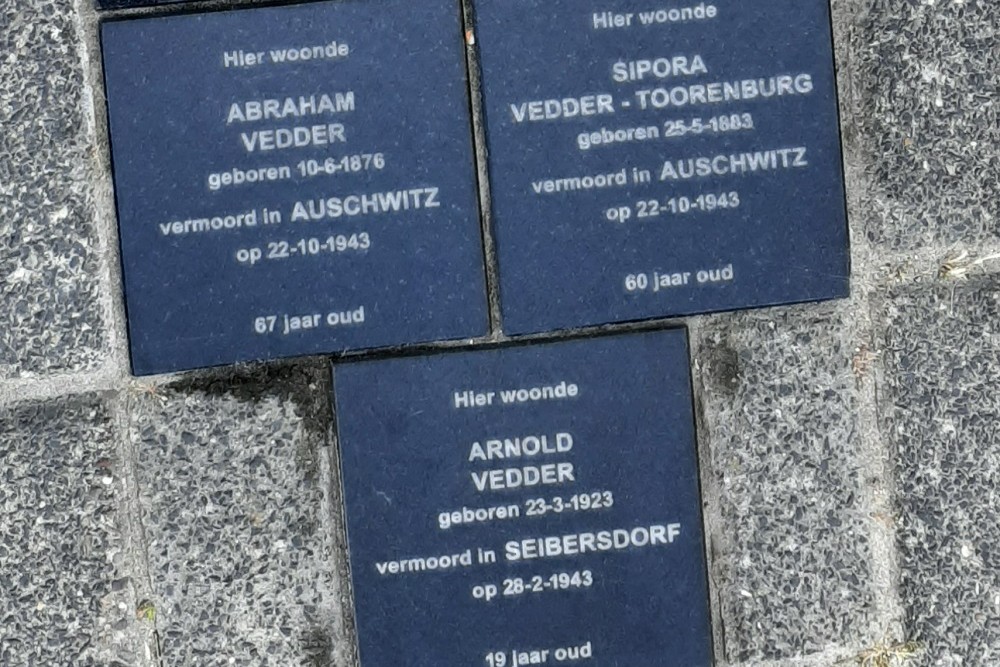 Hier woonde
ABRAHAM
VEDDER
geboren 10-6-1876
vermoord in AUSCHWITZ
op 22-10-1943
67 jaar oud
Hier woonde
SIPORA
VEDDER - TOORENBURG
geboren 25-5-1883
vermoord in AUSCHWITZ
op 22-10-1943
60 jaar oud
Hier woonde
ARNOLD
VEDDER
geboren 23-3-1923
vermoord in SEIBERSDORF
op 28-2-1943
19 jaar oud